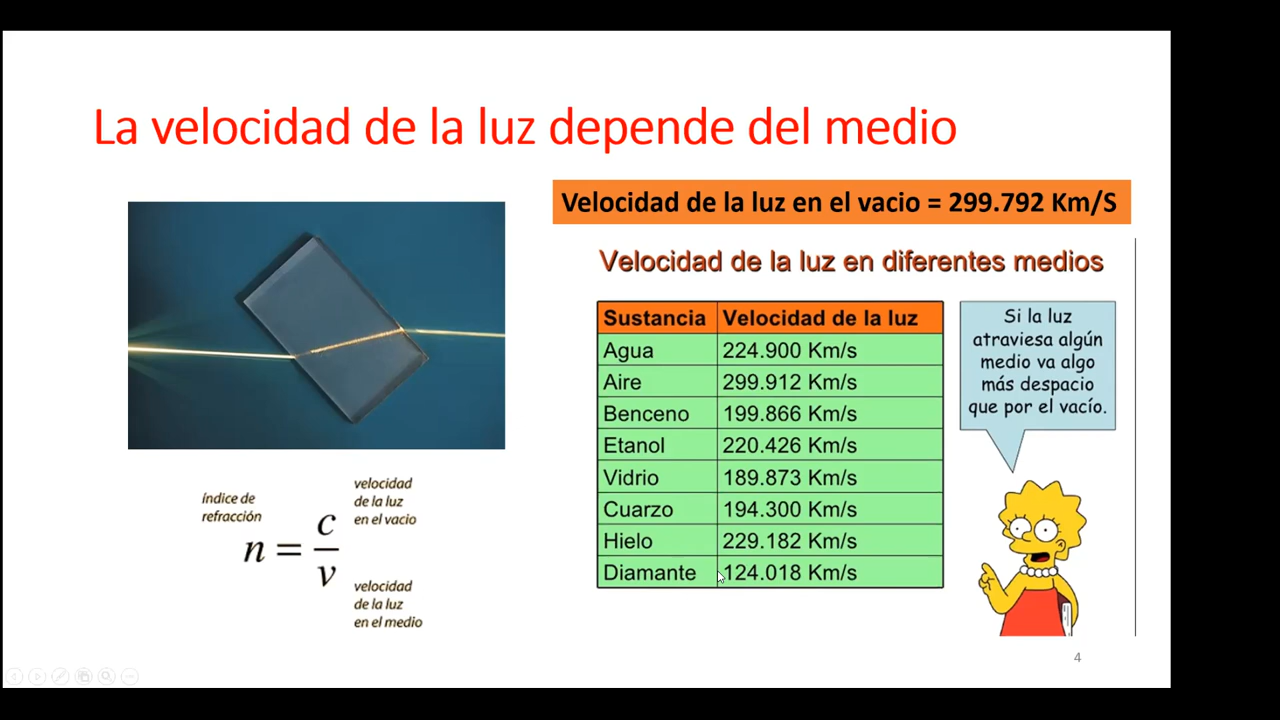 La velocidad de la luz depende del medio
Velocidad de la luz en el vacio = 299.792 Km/S
Velocidad de la luz en diferentes medios
Sustancia Velocidad de la luz
Agua 224.900 Km/s
Aire 299.912 Km/s
Benceno 199.866 Km/s
Etanol 220.426 Km/s
Vidrio 189.873 Km/s
Cuarzo 194.300 Km/s
Hielo 229.182 Km/s
Diamante 124.018 Km/s
Si la luz
atraviesa algún
medio va algo
más despacio
que por el vacío.
índice de
refracción
n = c/v
velocidad
de la luz
en el vacio
velocidad
de la luz
en el medio
4